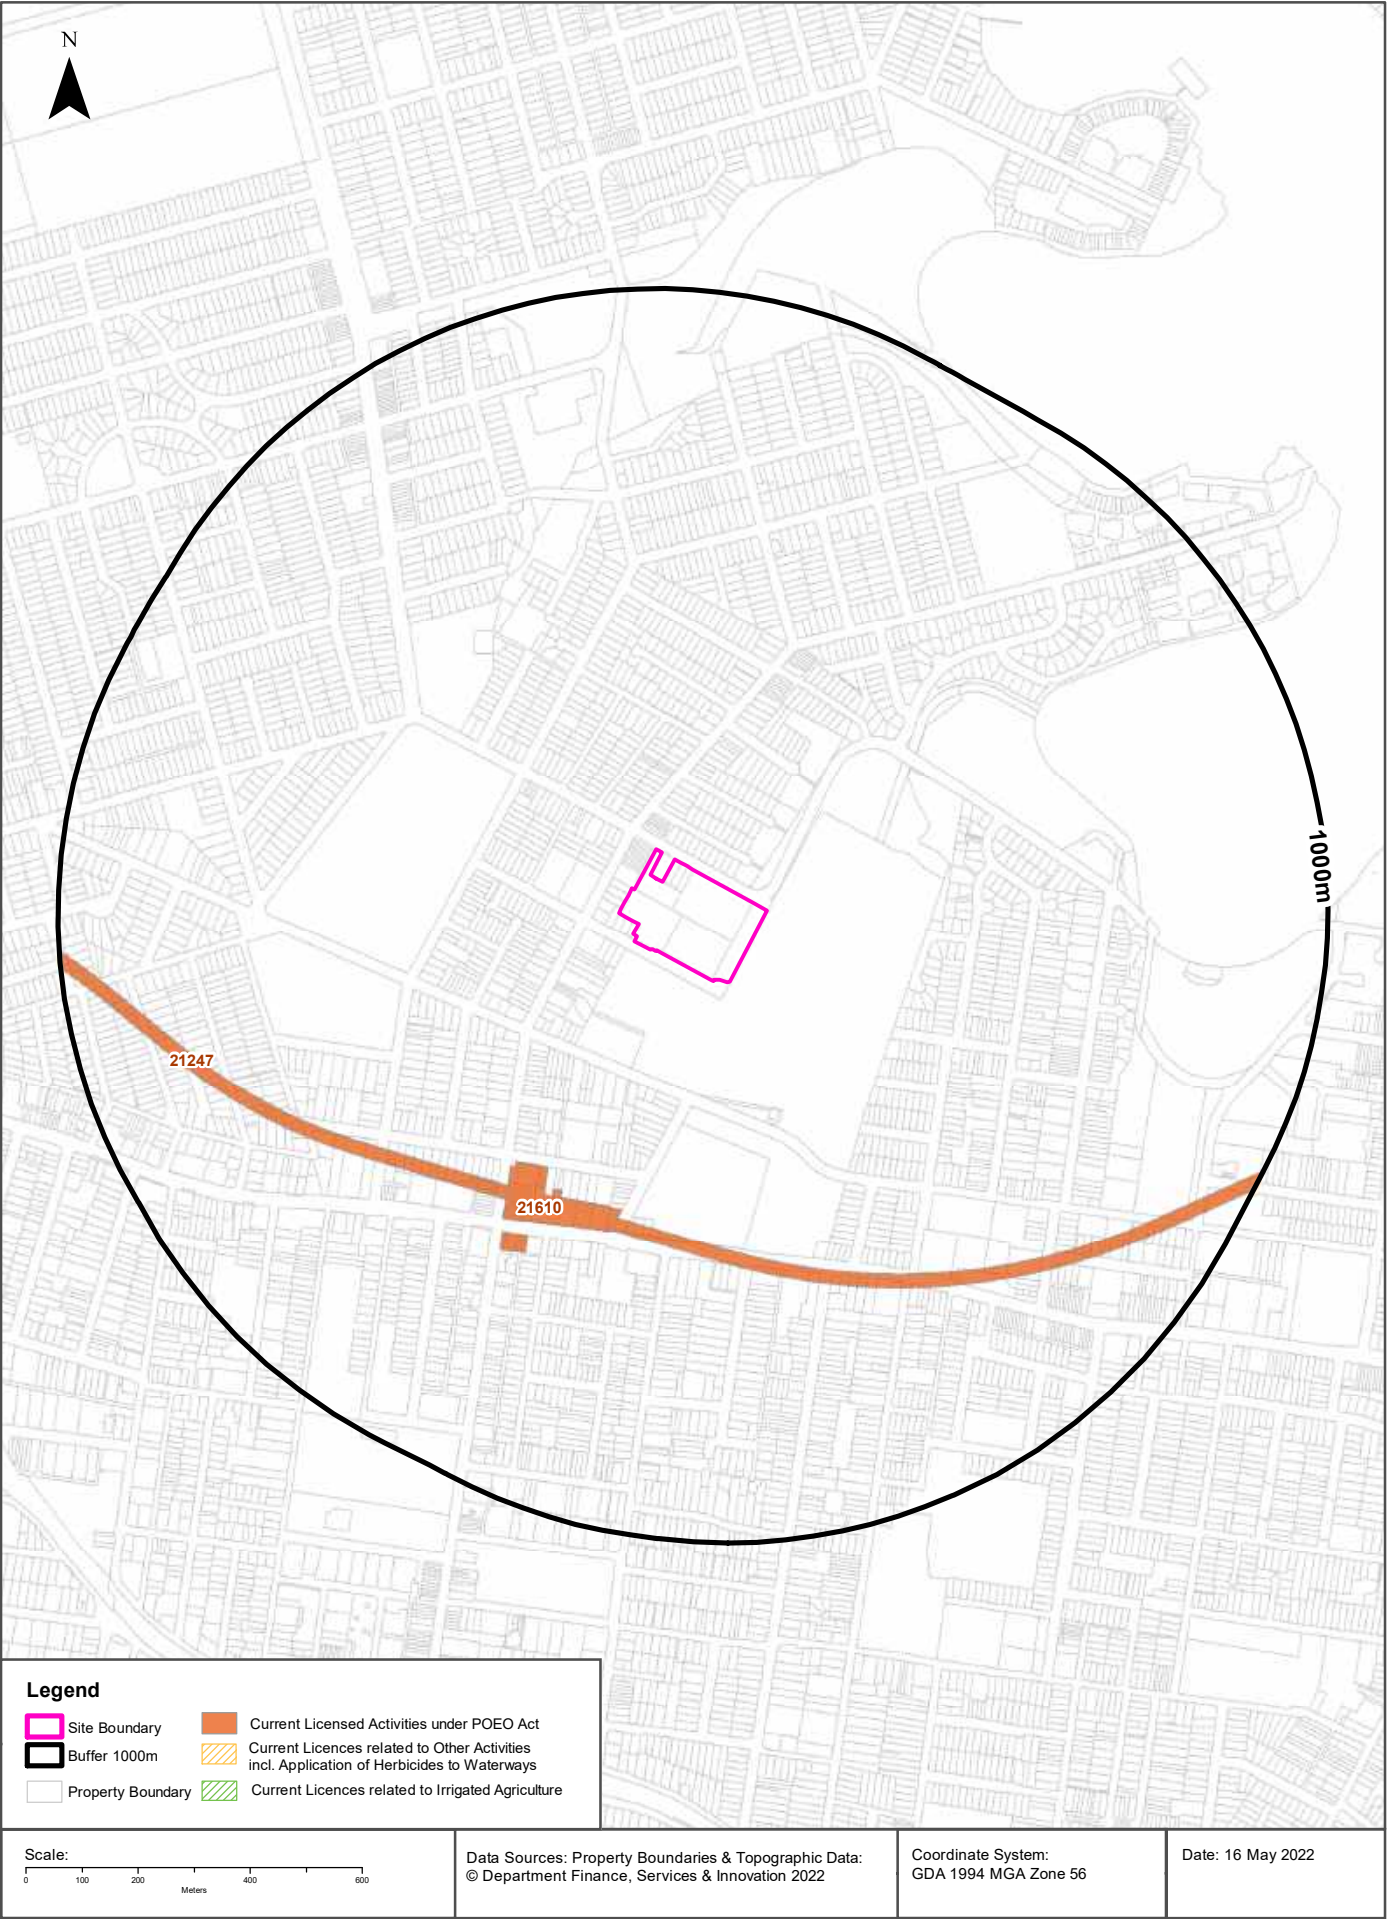 N
1000m
21247
21610
Legend
Site Boundary
Buffer 1000m
Property Boundary
Current Licensed Activities under POEO Act
Current Licences related to Other Activities
incl. Application of Herbicides to Waterways
Current Licences related to Irrigated Agriculture
Scale:
0 100 200 400 600
Meters
Data Sources: Property Boundaries & Topographic Data:
© Department Finance, Services & Innovation 2022
Coordinate System:
GDA 1994 MGA Zone 56
Date: 16 May 2022